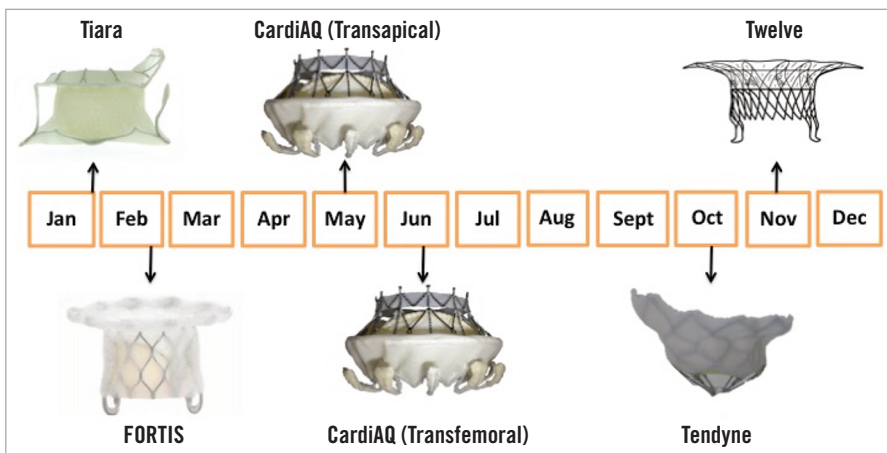 Tiara CardiAQ (Transapical) Twelve
Jan Feb Mar Apr May Jun Jul Aug Sept Oct Nov Dec
FORTIS CardiAQ (Transfemoral) Tendyne